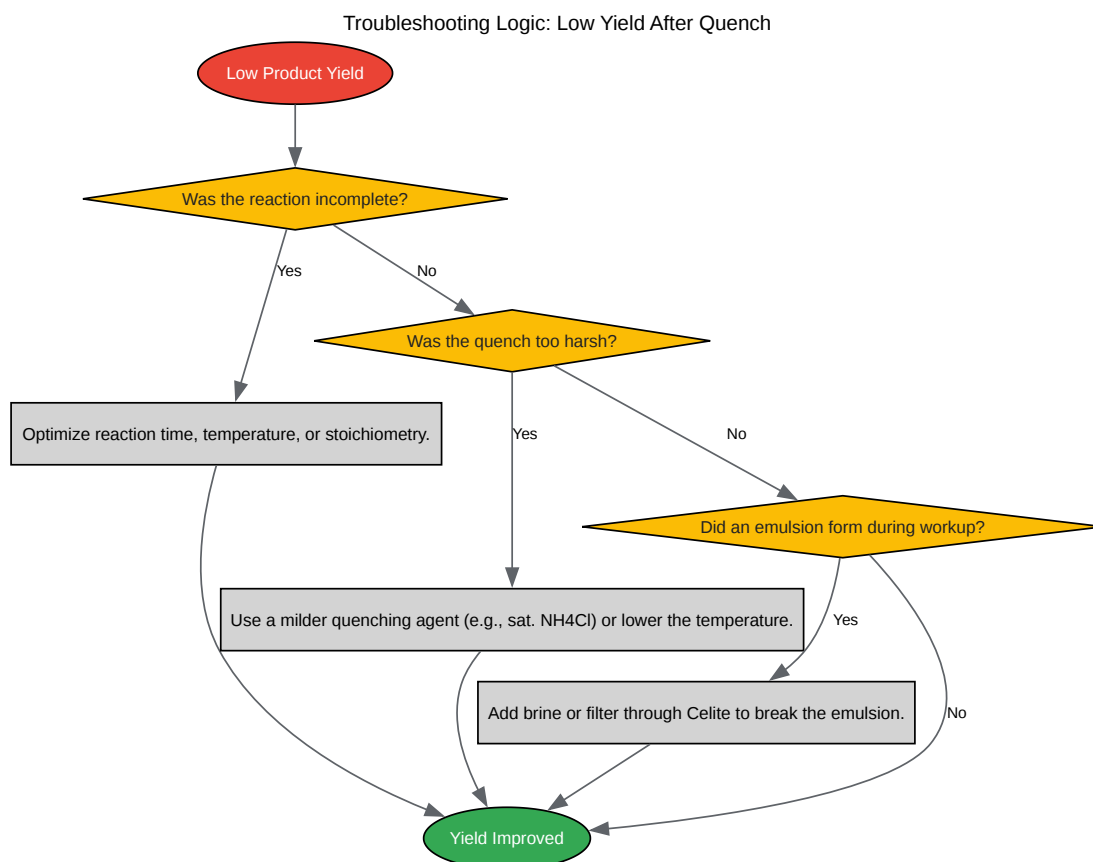 Troubleshooting Logic: Low Yield After Quench
Low Product Yield
Was the reaction incomplete?
Yes
No
Was the quench too harsh?
Optimize reaction time, temperature, or stoichiometry.
Yes
No
Did an emulsion form during workup?
Use a milder quenching agent (e.g., sat. NH4Cl) or lower the temperature.
Yes
Add brine or filter through Celite to break the emulsion.
No
Yield Improved